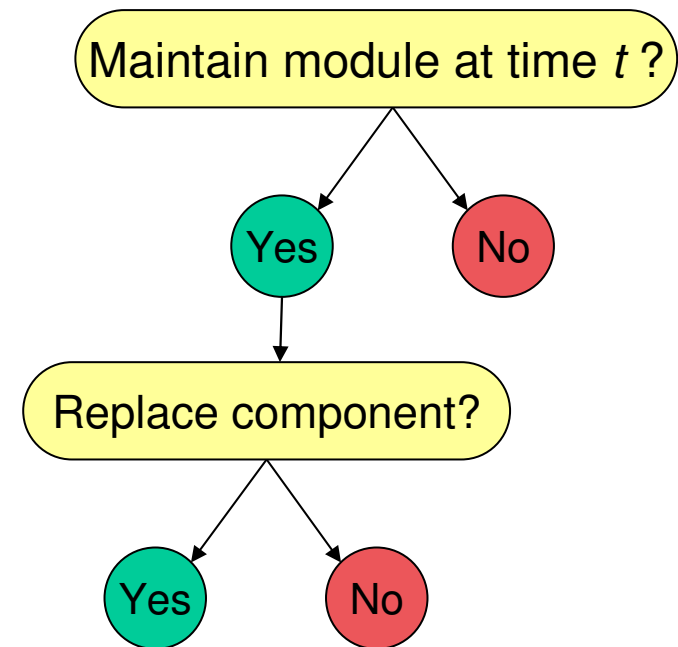 Maintain module at time t ?
Yes
No
Replace component?
Yes
No